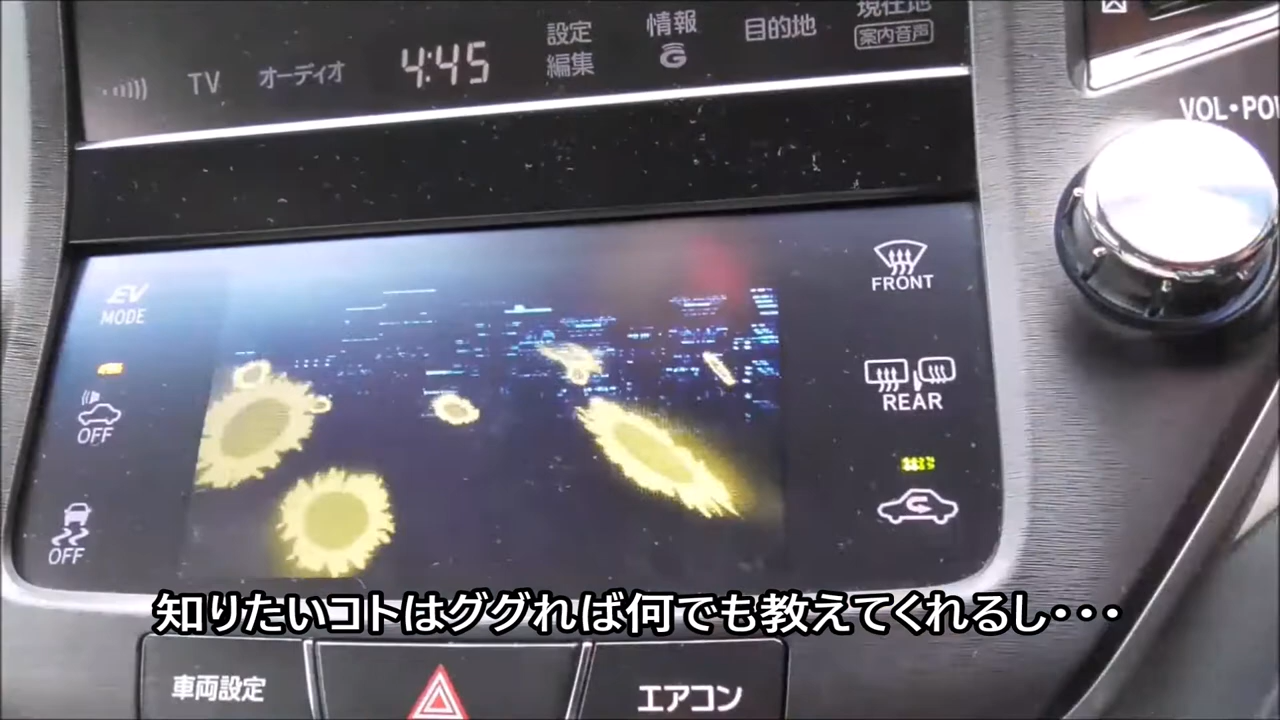 TV
オーディオ
4:45
設定
編集
情報
G
目的地
現在地
案内音声
VOL・POW
EV
MODE
FRONT
OFF
REAR
OFF
知りたいコトはググれば何でも教えてくれるし・・・
車両設定
エアコン